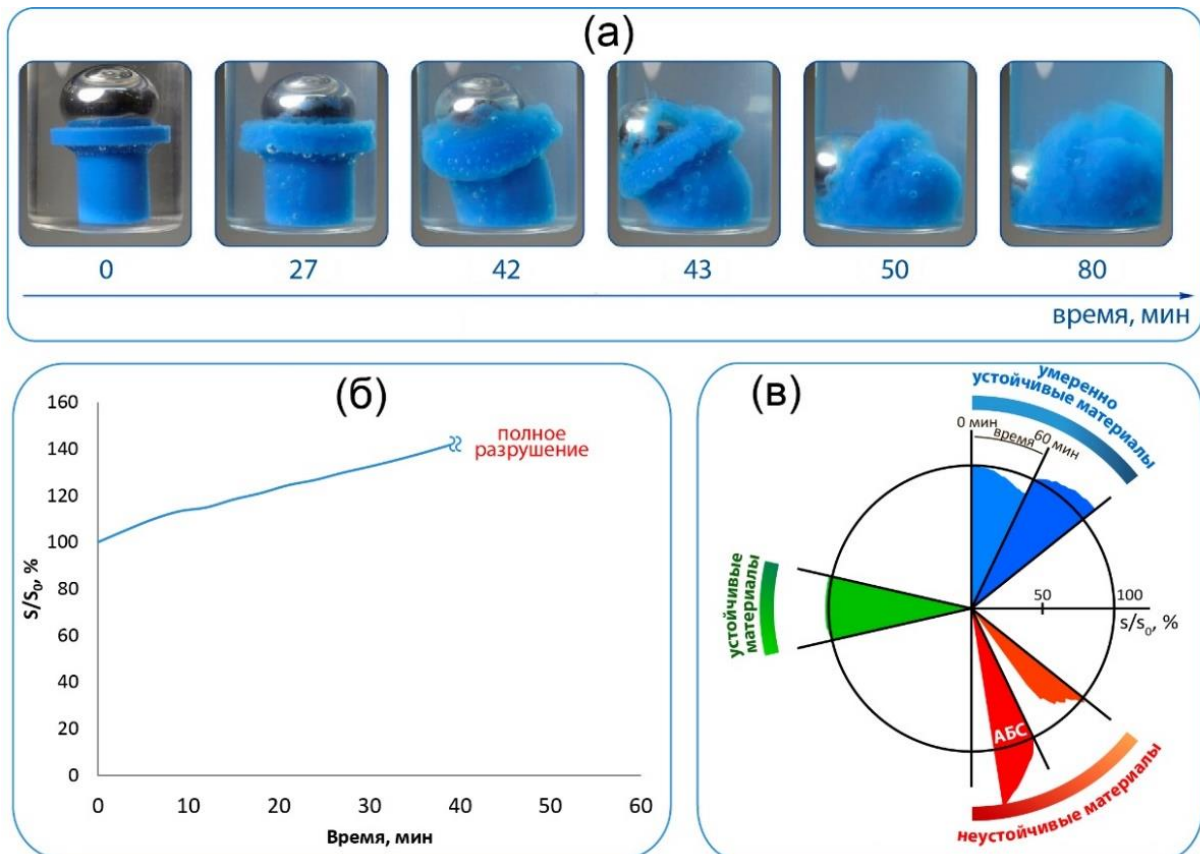 (а)
0 27 42 43 50 80
время, мин
(б)
160
140
120
100
80
60
40
20
0
S/S₀, %
полное
разрушение
0 10 20 30 40 50 60
Время, мин
(в)
умеренно
устойчивые материалы
0 мин
время
60 мин
устойчивые
материалы
50 100
s/s₀, %
АБС
неустойчивые материалы